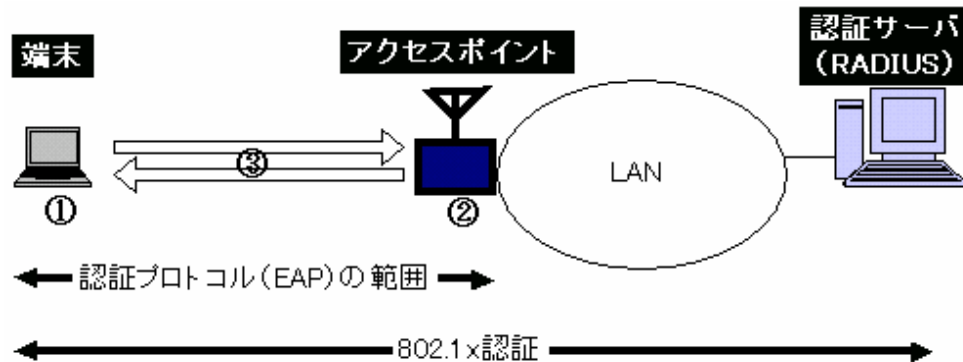 端末
アクセスポイント
認証サーバ
(RADIUS)
③
LAN
①
②
認証プロトコル(EAP)の範囲
802.1x認証